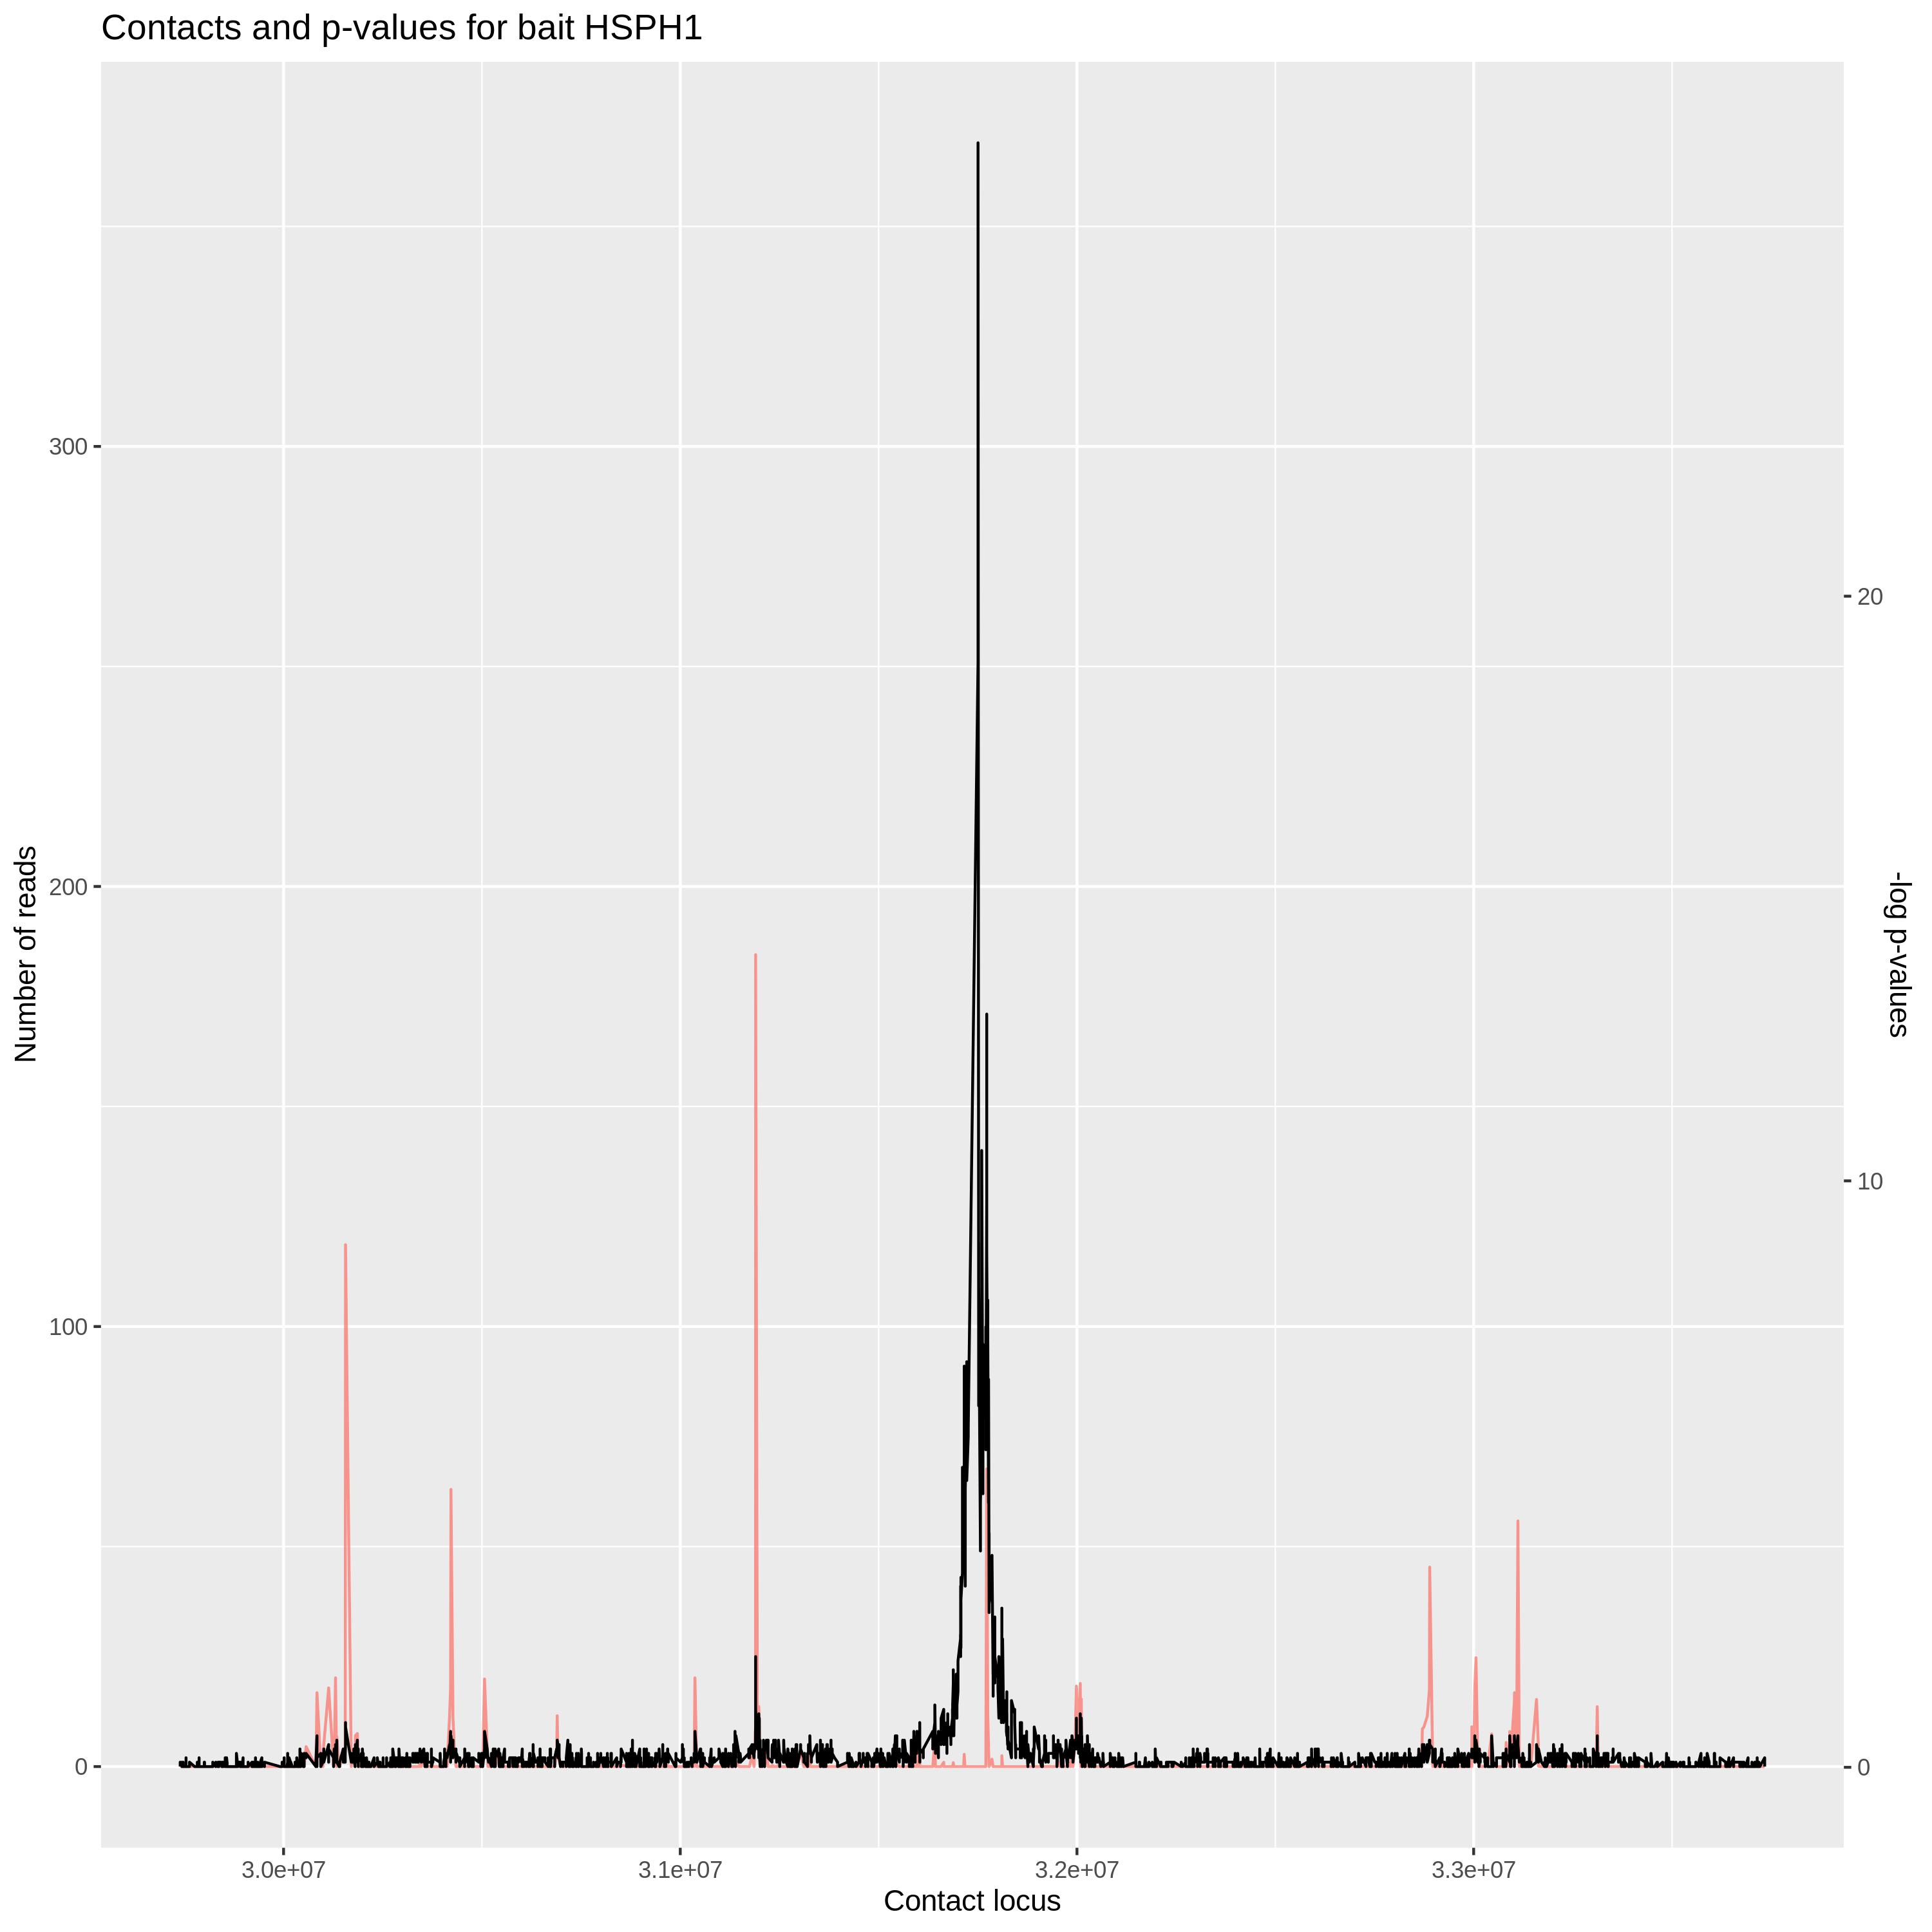 Contacts and p-values for bait HSPH1
300
200
100
0
20
10
0
Number of reads
-log p-values
3.0e+07
3.1e+07
3.2e+07
3.3e+07
Contact locus